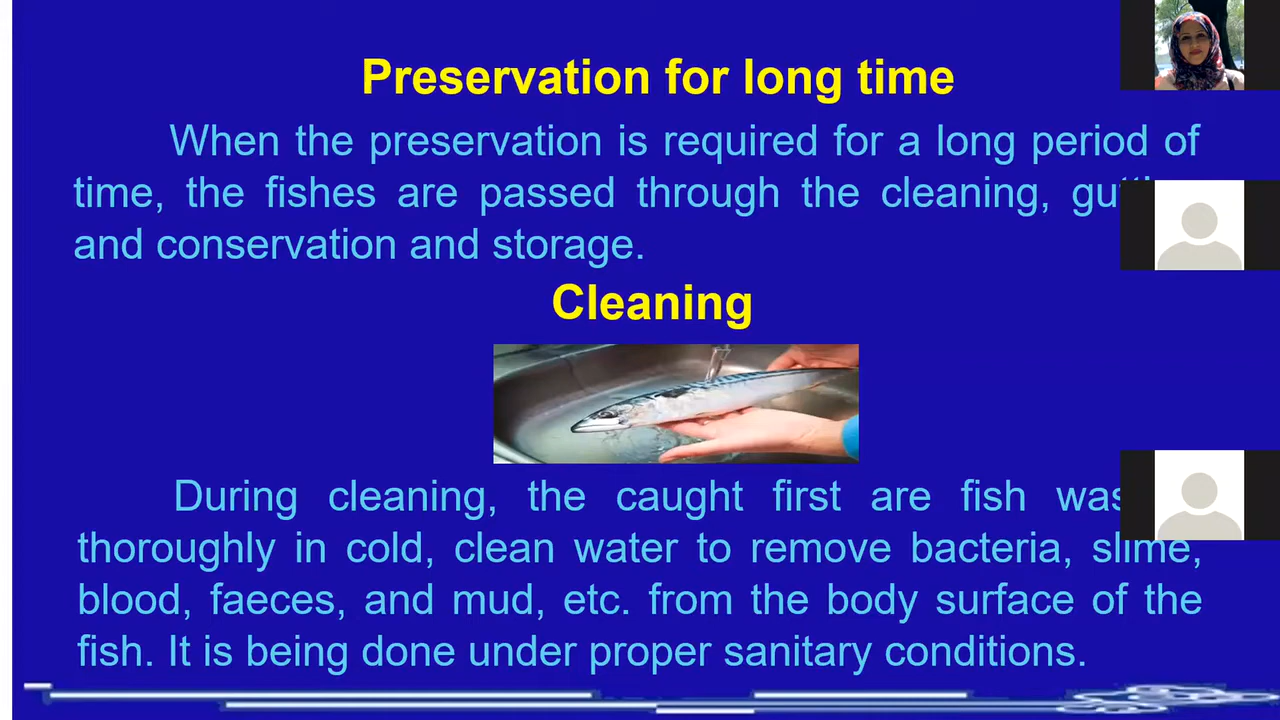 Preservation for long time
When the preservation is required for a long period of
time, the fishes are passed through the cleaning,
and conservation and storage.
Cleaning
During cleaning, the caught first are fish
thoroughly in cold, clean water to remove bacteria, slime,
blood, faeces, and mud, etc. from the body surface of the
fish. It is being done under proper sanitary conditions.